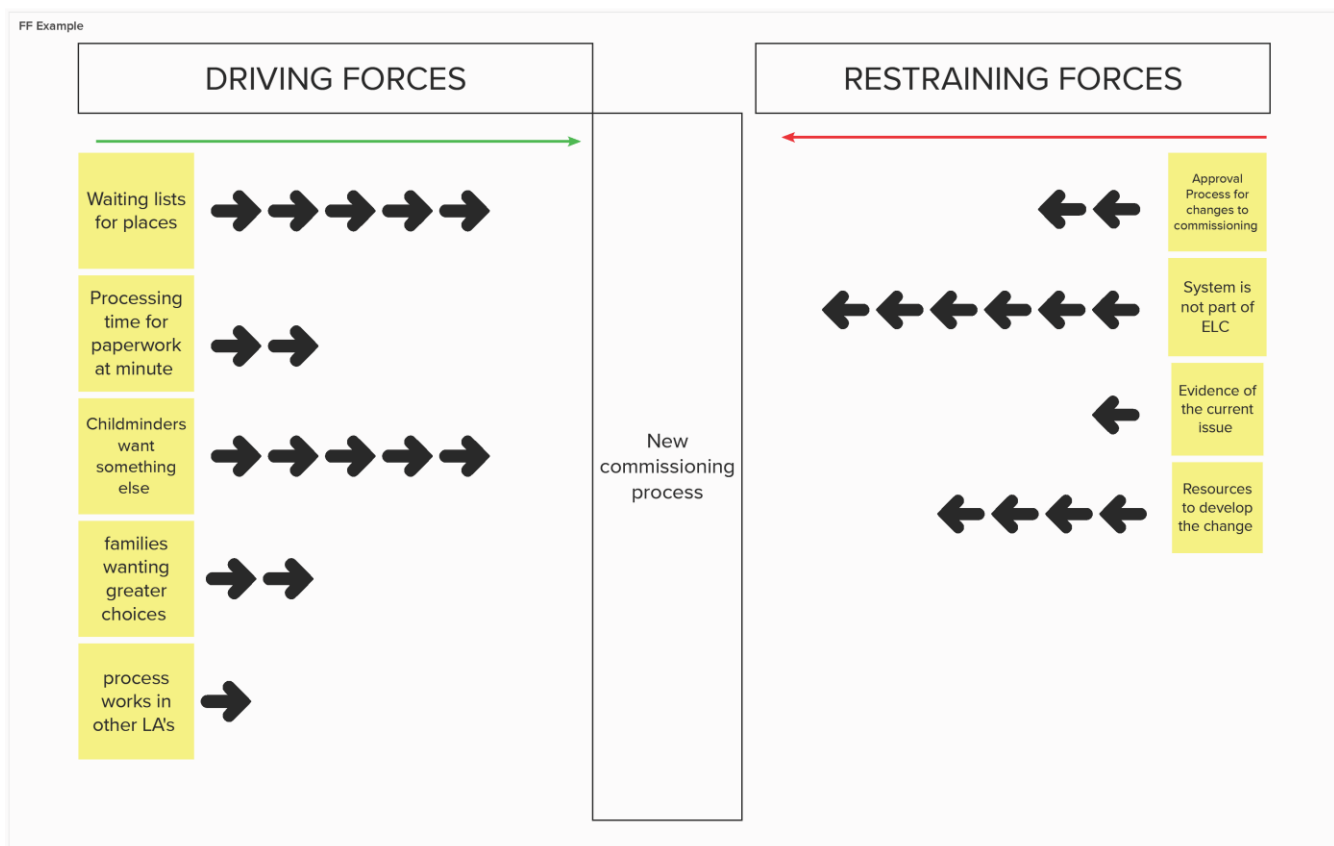 FF Example
DRIVING FORCES
RESTRAINING FORCES
Waiting lists
for places
Processing
time for
paperwork
at minute
Childminders
want
something
else
families
wanting
greater
choices
process
works in
other LA's
New
commissioning
process
Approval
Process for
changes to
commissioning
System is
not part of
ELC
Evidence of
the current
issue
Resources
to develop
the change